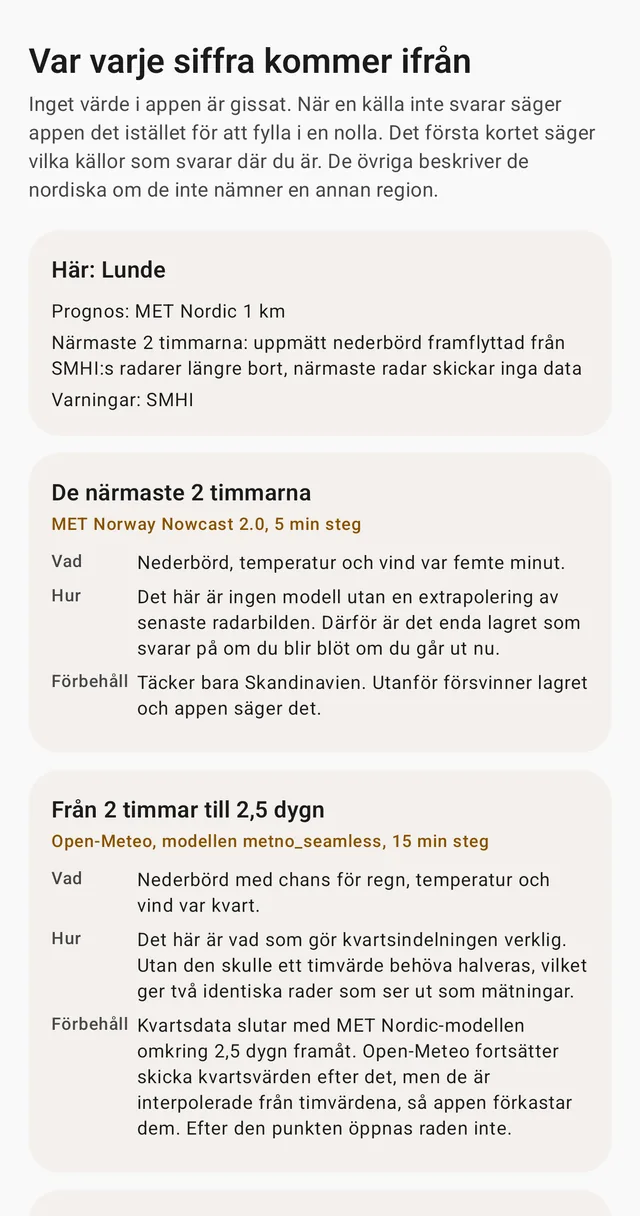 Var varje siffra kommer ifrån
Inget värde i appen är gissat. När en källa inte svarar säger
appen det istället för att fylla i en nolla. Det första kortet säger
vilka källor som svarar där du är. De övriga beskriver de
nordiska om de inte nämner en annan region.
Här: Lunde
Prognos: MET Nordic 1 km
Närmaste 2 timmarna: uppmätt nederbörd framflyttad från
SMHI:s radarer längre bort, närmaste radar skickar inga data
Varningar: SMHI
De närmaste 2 timmarna
MET Norway Nowcast 2.0, 5 min steg
Vad Nederbörd, temperatur och vind var femte minut.
Hur Det här är ingen modell utan en extrapolering av
senaste radarbilden. Därför är det enda lagret som
svarar på om du blir blöt om du går ut nu.
Förbehåll Täcker bara Skandinavien. Utanför försvinner lagret
och appen säger det.
Från 2 timmar till 2,5 dygn
Open-Meteo, modellen metno_seamless, 15 min steg
Vad Nederbörd med chans för regn, temperatur och
vind var kvart.
Hur Det här är vad som gör kvartsindelningen verklig.
Utan den skulle ett timvärde behöva halveras, vilket
ger två identiska rader som ser ut som mätningar.
Förbehåll Kvartsdata slutar med MET Nordic-modellen
omkring 2,5 dygn framåt. Open-Meteo fortsätter
skicka kvartsvärden efter det, men de är
interpolerade från timvärdena, så appen förkastar
dem. Efter den punkten öppnas raden inte.